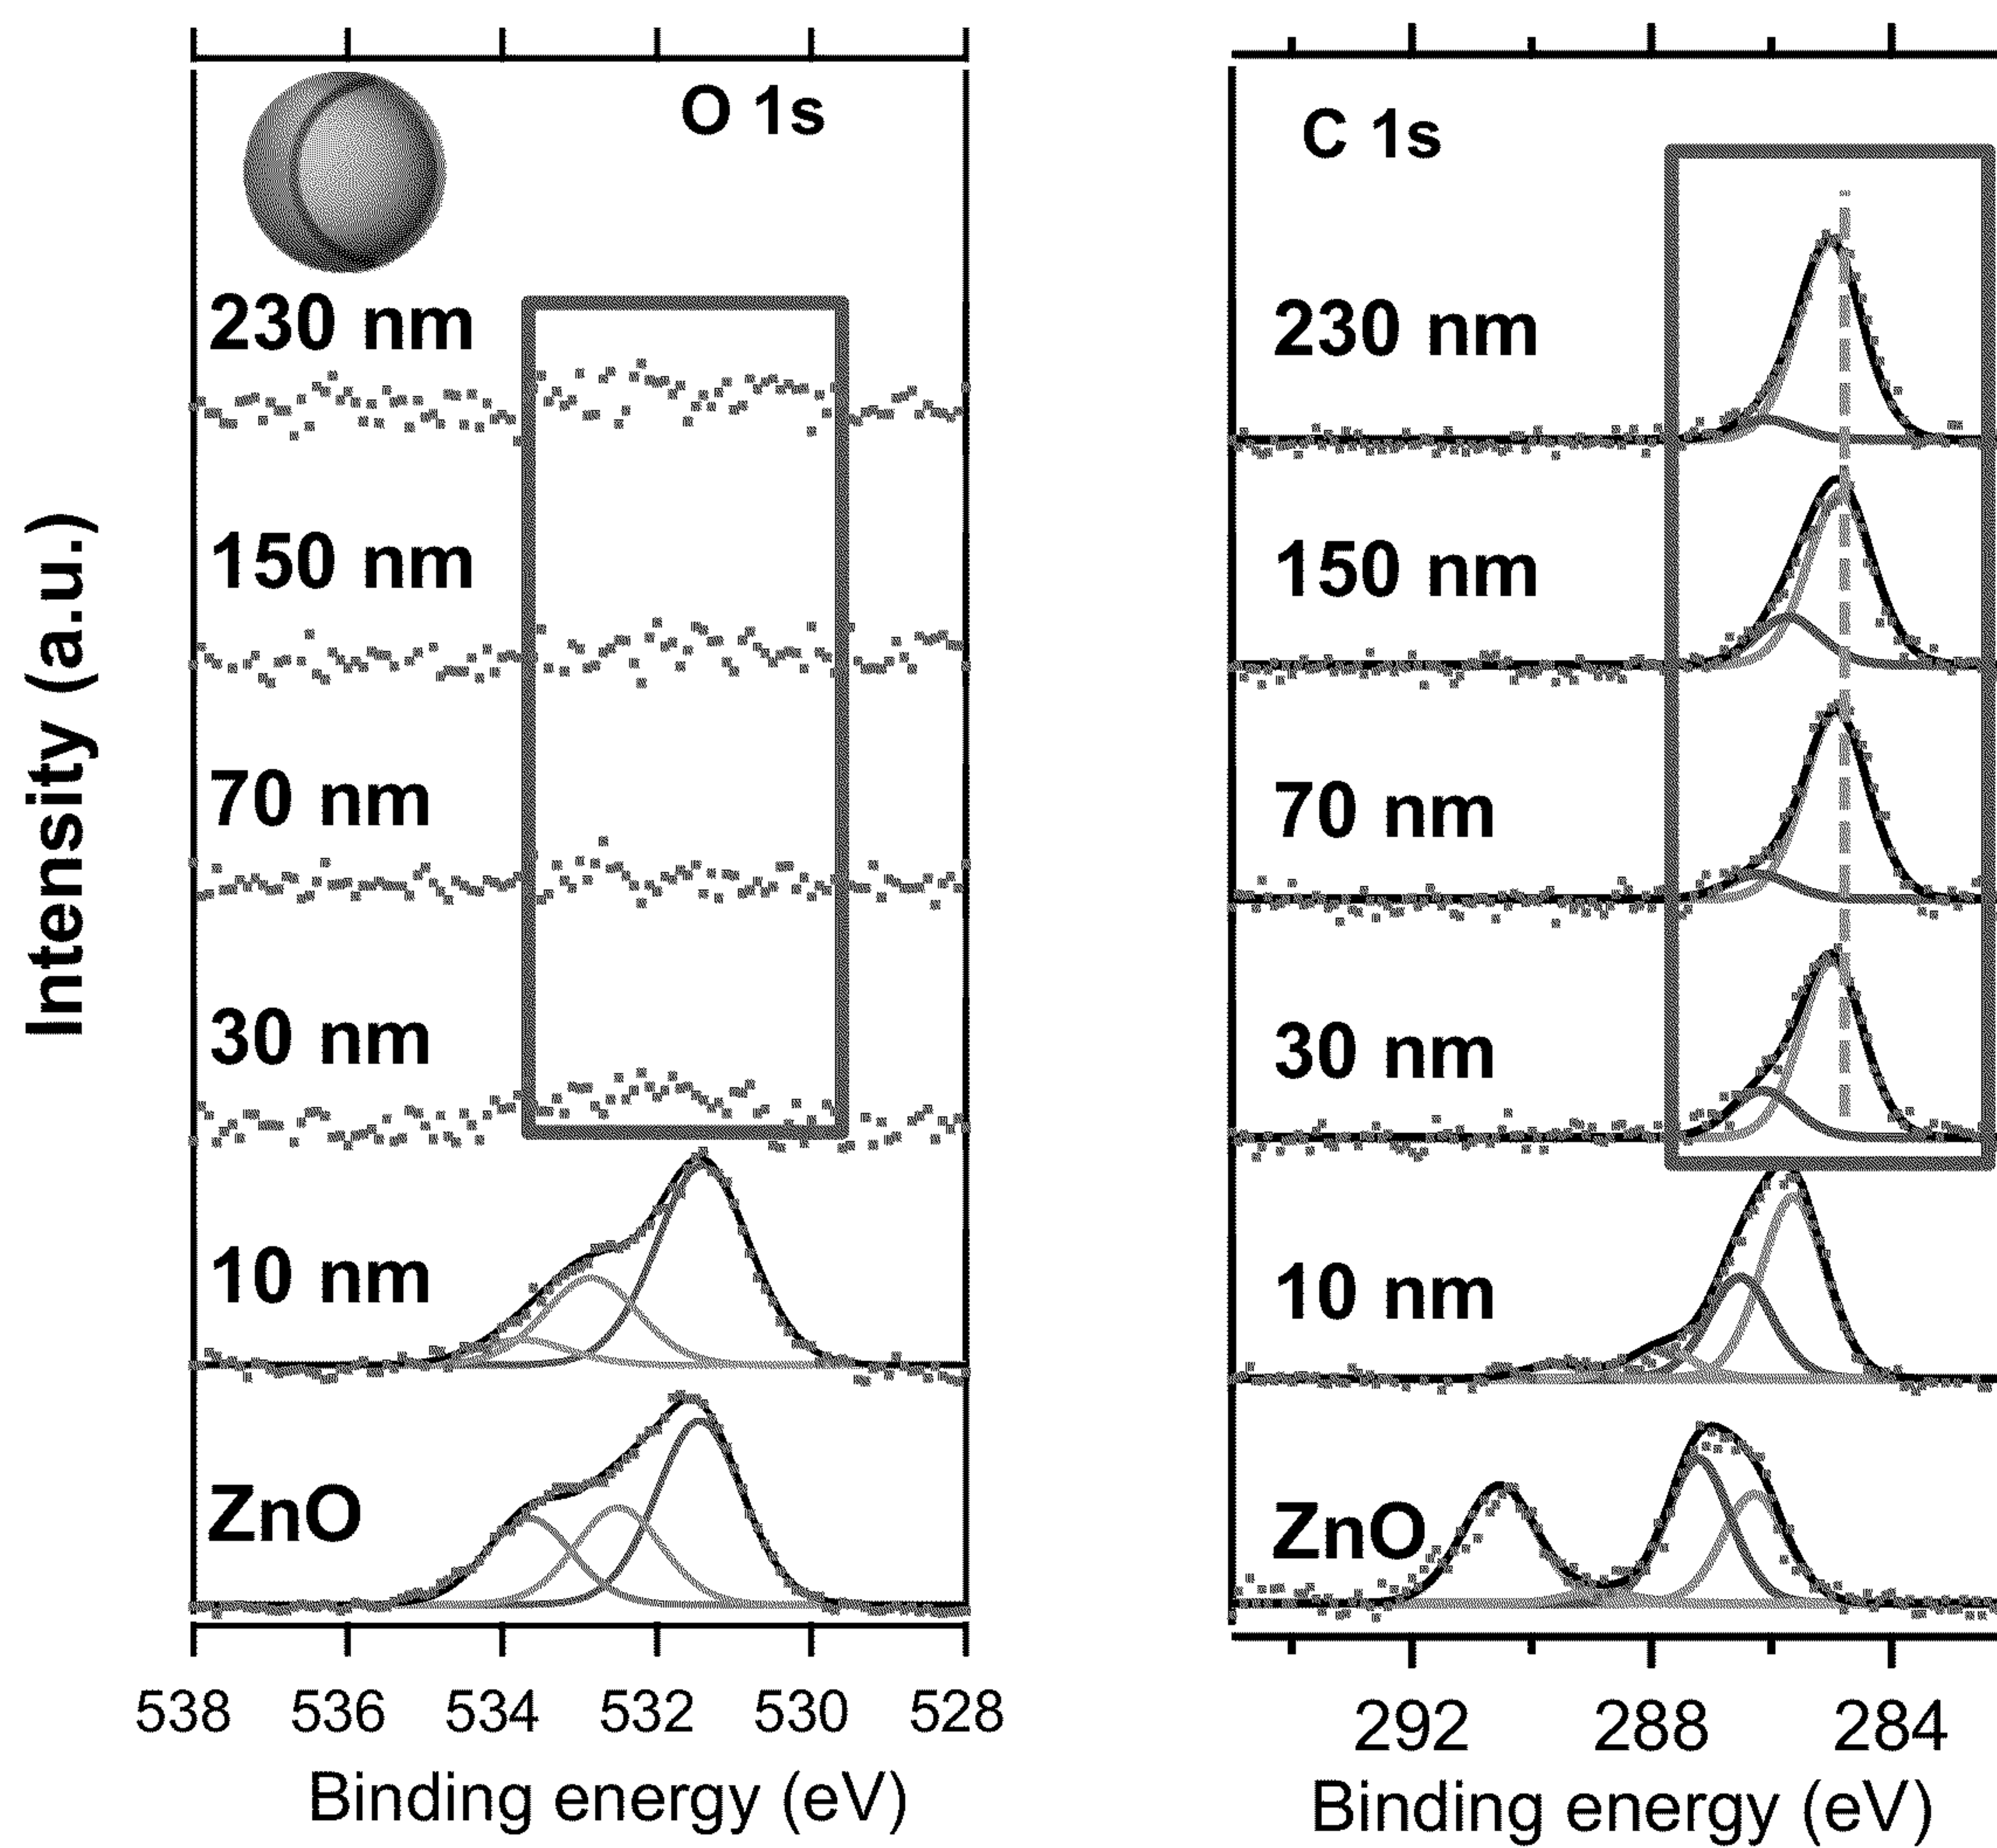 Intensity (a.u.)
O 1s
230 nm
150 nm
70 nm
30 nm
10 nm
ZnO
538 536 534 532 530 528
Binding energy (eV)
C 1s
230 nm
150 nm
70 nm
30 nm
10 nm
ZnO
292 288 284
Binding energy (eV)